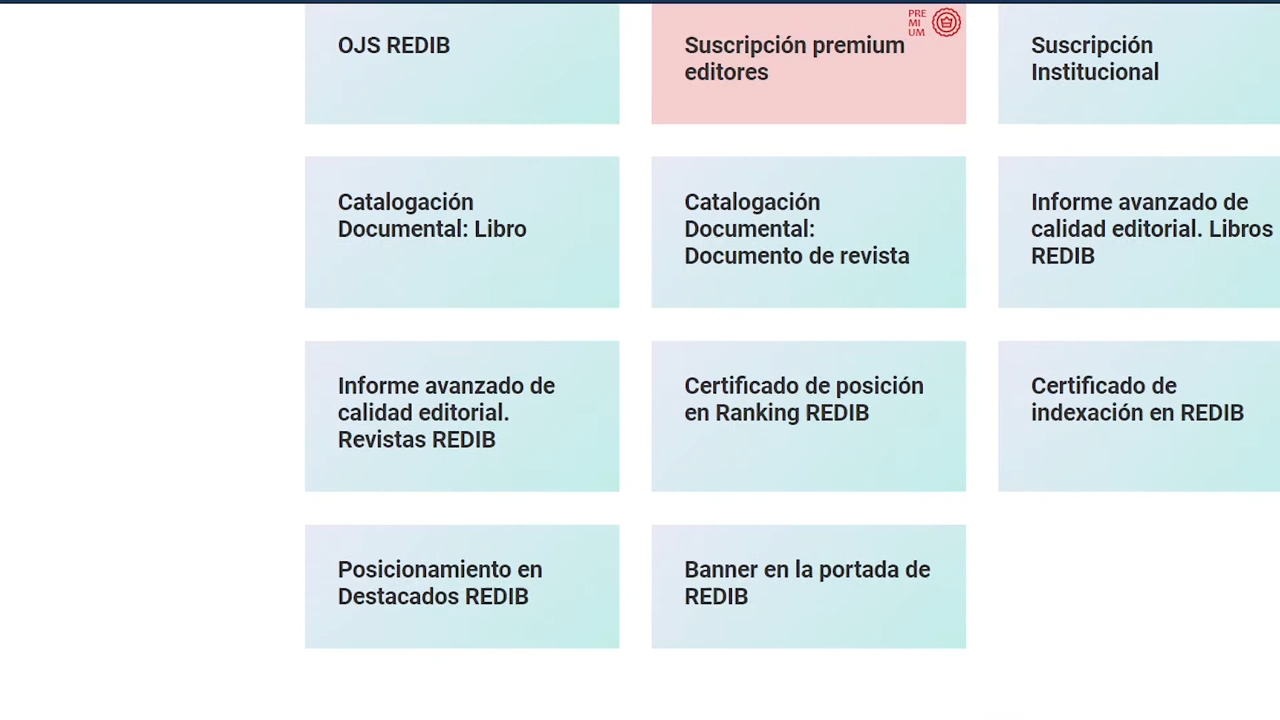 OJS REDIB
PRE
MI
UM
Suscripción premium
editores
Suscripción
Institucional
Catalogación
Documental: Libro
Catalogación
Documental:
Documento de revista
Informe avanzado de
calidad editorial. Libros
REDIB
Informe avanzado de
calidad editorial.
Revistas REDIB
Certificado de posición
en Ranking REDIB
Certificado de
indexación en REDIB
Posicionamiento en
Destacados REDIB
Banner en la portada de
REDIB